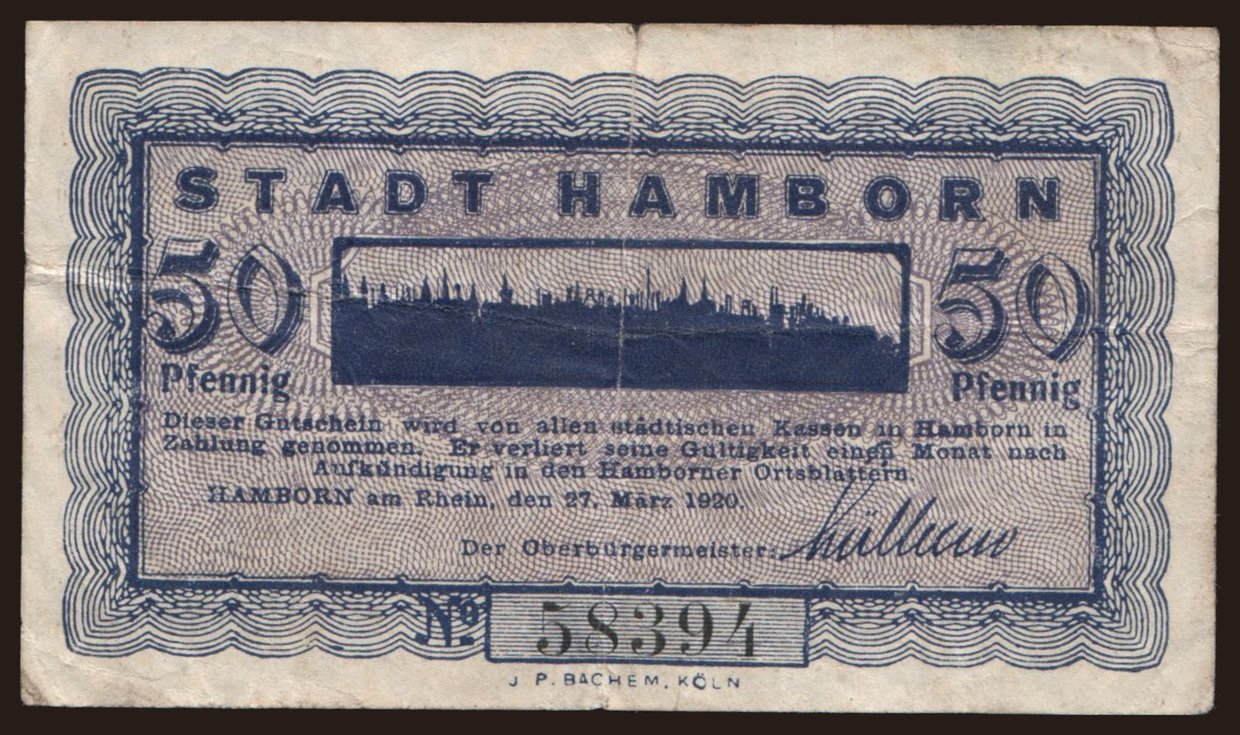 STADT HAMBORN
50 50
Pfennig Pfennig
Dieser Gutschein wird von allen städtischen Kassen in Hamborn in
Zahlung genommen. Er verliert seine Gültigkeit einen Monat nach
Aufkündigung in den Hamborner Ortsblättern.
HAMBORN am Rhein, den 27. März 1920.
Der Oberbürgermeister:
No 58394
J. P. BACHEM, KÖLN